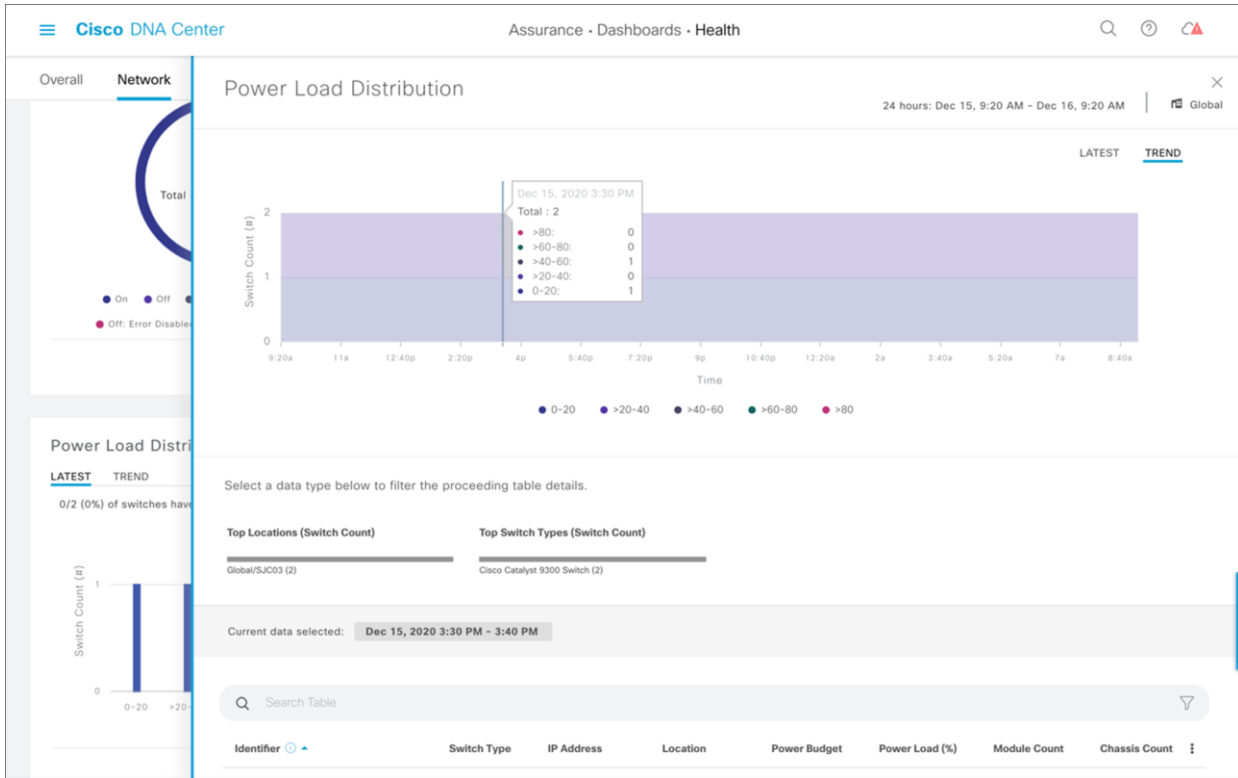 Cisco DNA Center
Assurance · Dashboards · Health
Overall
Network
Total
On
Off
Off: Error Disabled
Power Load Distri
LATEST
TREND
0/2 (0%) of switches have
Switch Count (#)
1
0
0-20
>20-
Power Load Distribution
24 hours: Dec 15, 9:20 AM - Dec 16, 9:20 AM
Global
LATEST
TREND
Switch Count (#)
2
1
0
Dec 15, 2020 3:30 PM
Total : 2
>80: 0
>60-80: 0
>40-60: 1
>20-40: 0
0-20: 1
9:20a 11a 12:40p 2:20p 4p 5:40p 7:20p 9p 10:40p 12:20a 2a 3:40a 5:20a 7a 8:40a
Time
0-20 >20-40 >40-60 >60-80 >80
Select a data type below to filter the proceeding table details.
Top Locations (Switch Count)
Global/SJC03 (2)
Top Switch Types (Switch Count)
Cisco Catalyst 9300 Switch (2)
Current data selected: Dec 15, 2020 3:30 PM - 3:40 PM
Search Table
Identifier Switch Type IP Address Location Power Budget Power Load (%) Module Count Chassis Count